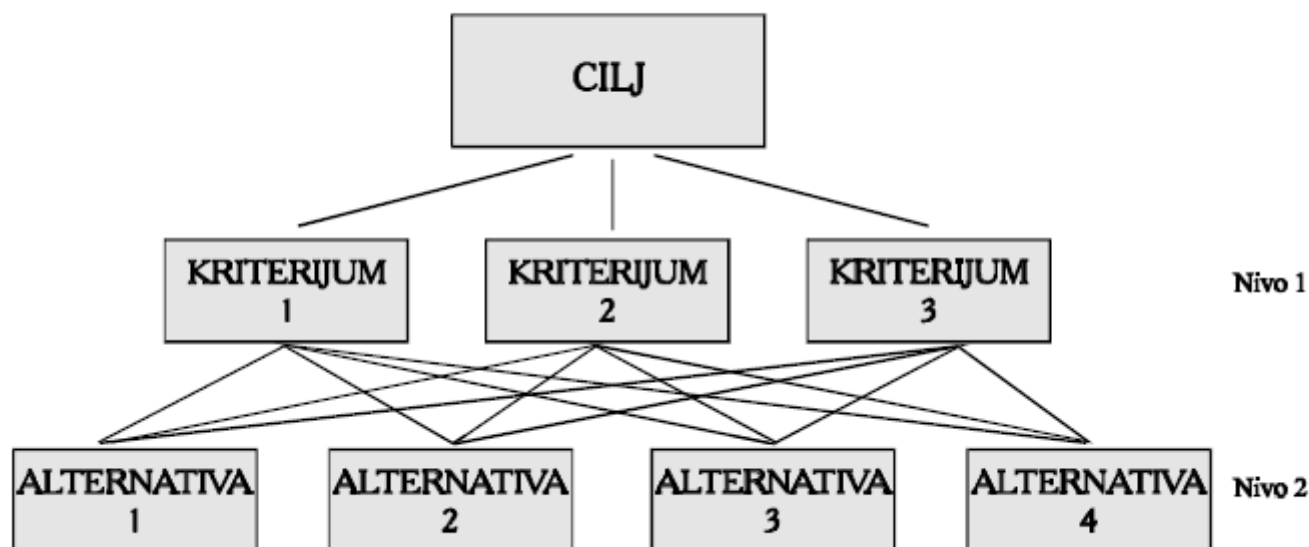 CILJ
KRITERIJUM
1
KRITERIJUM
2
KRITERIJUM
3
Nivo 1
ALTERNATIVA
1
ALTERNATIVA
2
ALTERNATIVA
3
ALTERNATIVA
4
Nivo 2